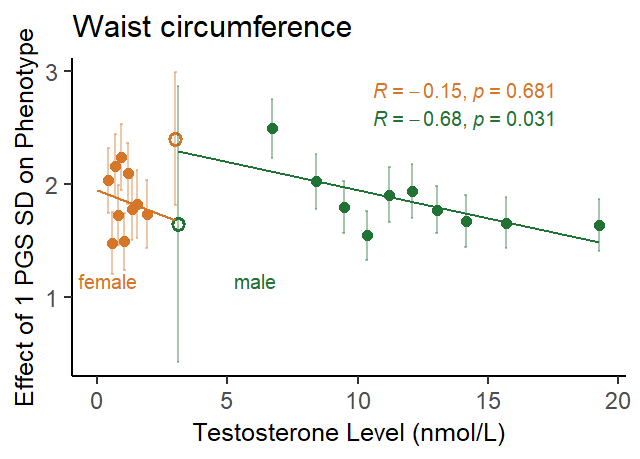 Waist circumference
Effect of 1 PGS SD on Phenotype
3
2
1
R = −0.15, p = 0.681
R = −0.68, p = 0.031
female
male
0 5 10 15 20
Testosterone Level (nmol/L)